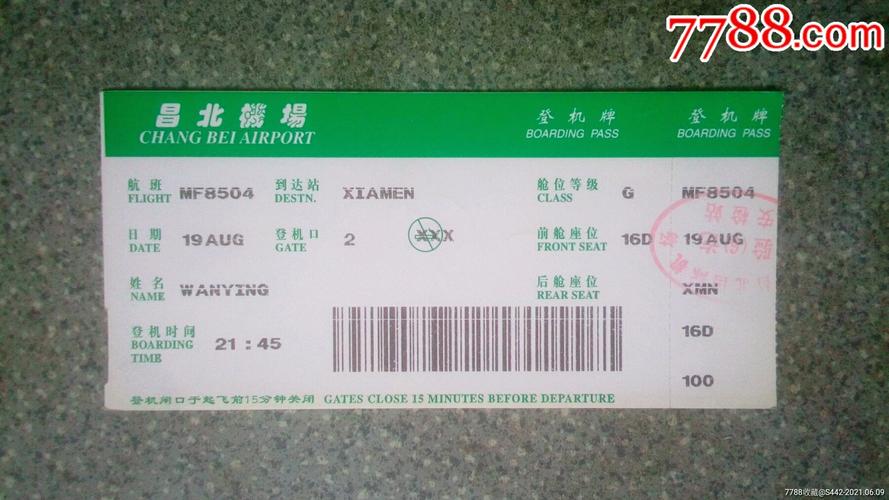 7788.com
昌北機場
CHANG BEI AIRPORT
登机牌
BOARDING PASS
登机牌
BOARDING PASS
航班
FLIGHT MF8504
到达站
DESTN. XIAMEN
舱位等级
CLASS G
MF8504
日期
DATE 19AUG
登机口
GATE 2 XXX
前舱座位
FRONT SEAT 16D
19AUG
安检站
姓名
NAME WANYING
后舱座位
REAR SEAT
XMN
登机时间
BOARDING
TIME 21:45
16D
100
登机闸口于起飞前15分钟关闭 GATES CLOSE 15 MINUTES BEFORE DEPARTURE
7788收藏@S442-2021.06.09